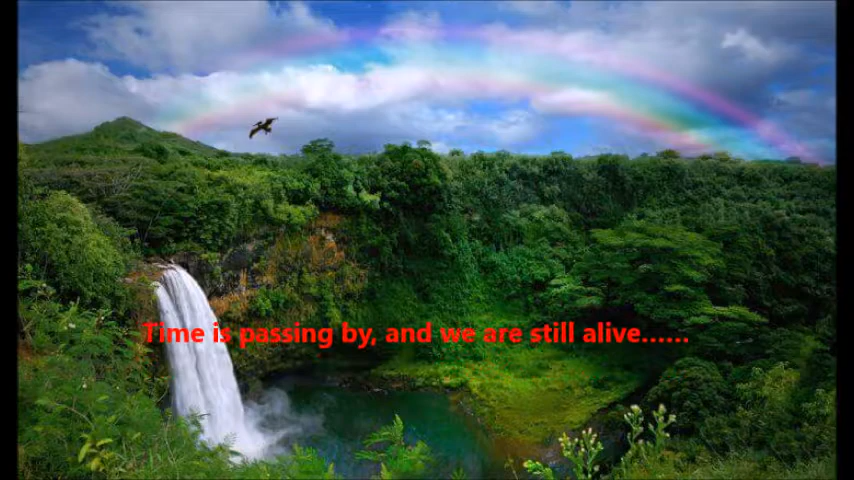 Time is passing by, and we are still alive......